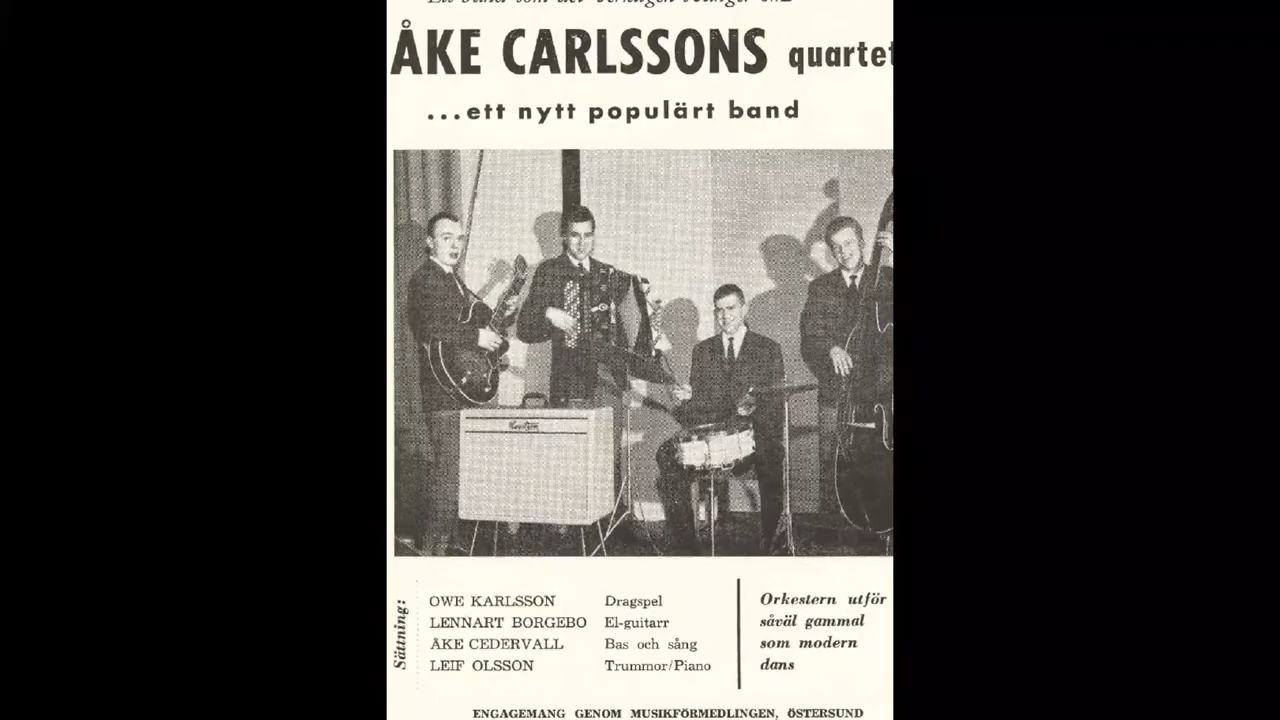 ÅKE CARLSSONS quartet
...ett nytt populärt band
Sättning:
OWE KARLSSON Dragspel
LENNART BORGEBO El-guitarr
ÅKE CEDERVALL Bas och sång
LEIF OLSSON Trummor/Piano
Orkestern utför
såväl gammal
som modern
dans
ENGAGEMANG GENOM MUSIKFÖRMEDLINGEN, ÖSTERSUND